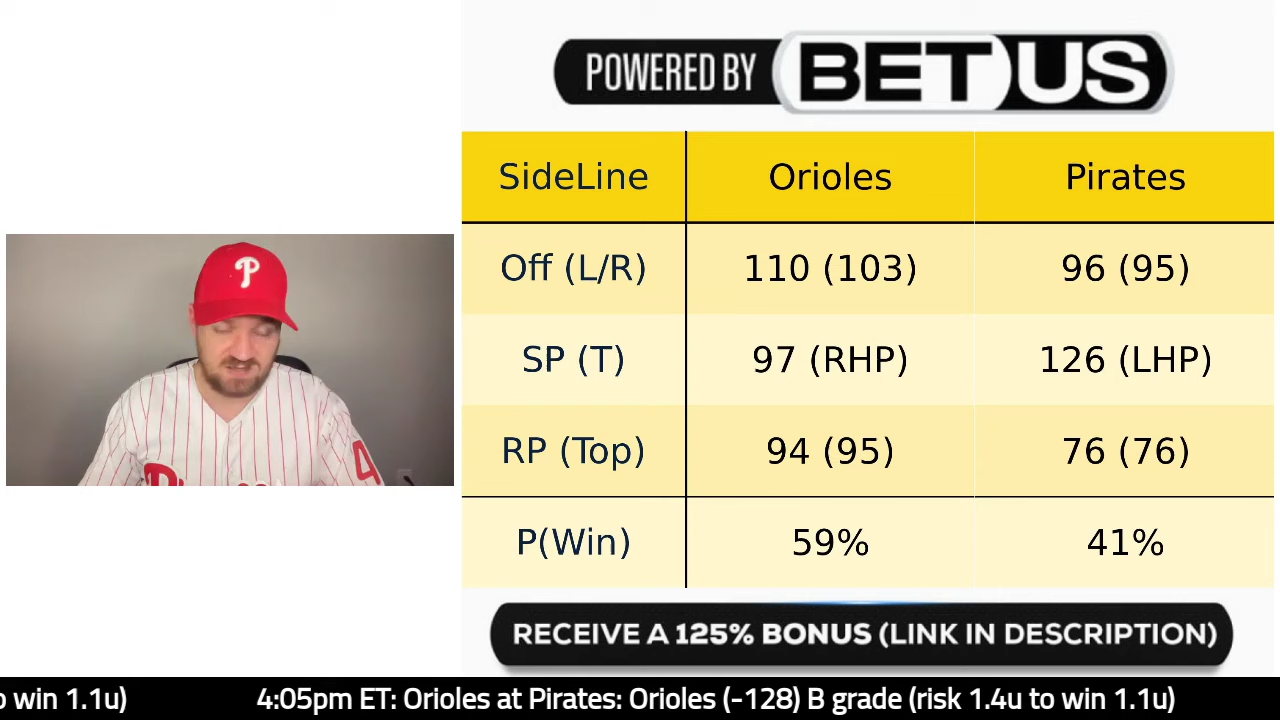 POWERED BY BETUS
SideLine Orioles Pirates
Off (L/R) 110 (103) 96 (95)
SP (T) 97 (RHP) 126 (LHP)
RP (Top) 94 (95) 76 (76)
P(Win) 59% 41%
RECEIVE A 125% BONUS (LINK IN DESCRIPTION)
P
4
o win 1.1u) 4:05pm ET: Orioles at Pirates: Orioles (-128) B grade (risk 1.4u to win 1.1u)